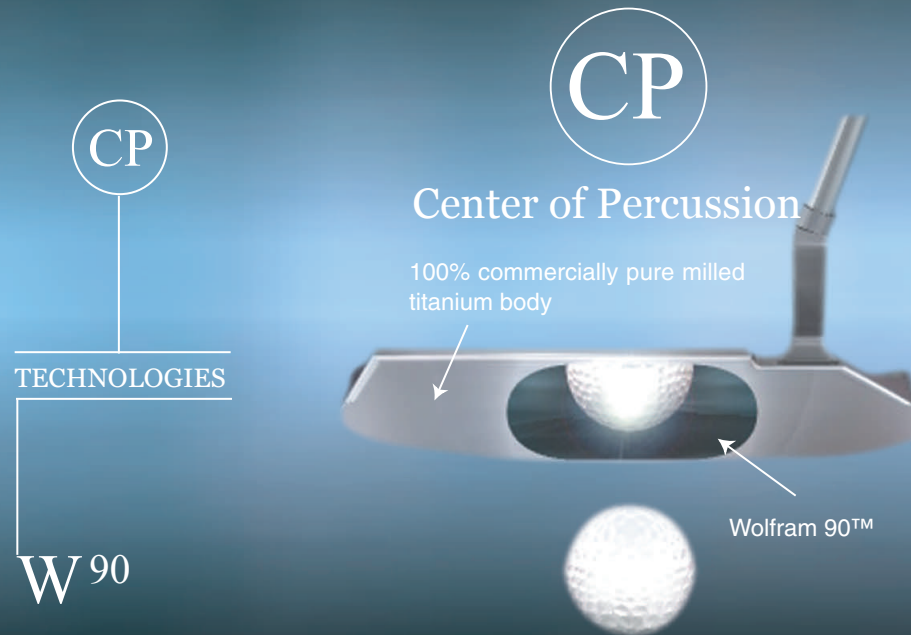 CP
TECHNOLOGIES
W 90
CP
Center of Percussion
100% commercially pure milled
titanium body
Wolfram 90™